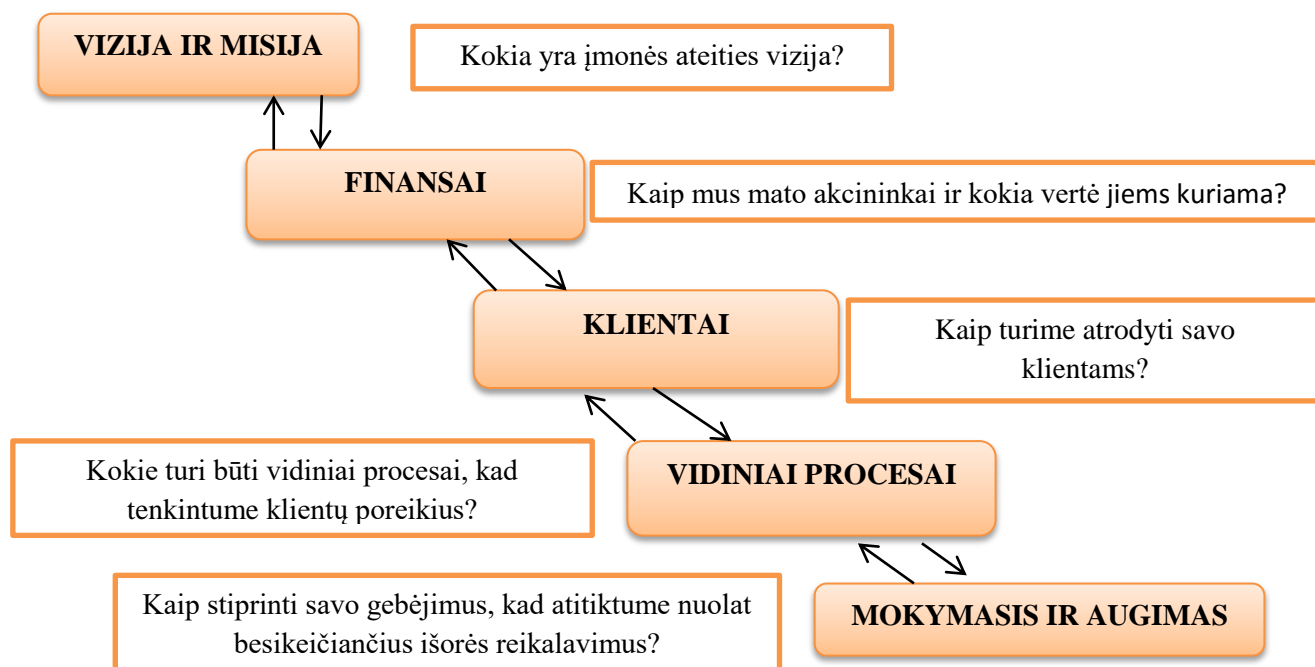 VIZIJA IR MISIJA
Kokia yra įmonės ateities vizija?
FINANSAI
Kaip mus mato akcininkai ir kokia vertė jiems kuriama?
KLIENTAI
Kaip turime atrodyti savo
klientams?
Kokie turi būti vidiniai procesai, kad
tenkintume klientų poreikius?
VIDINIAI PROCESAI
Kaip stiprinti savo gebėjimus, kad atitiktume nuolat
besikeičiančius išorės reikalavimus?
MOKYMASIS IR AUGIMAS